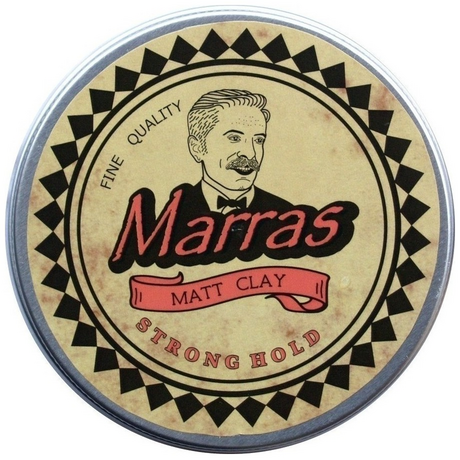 FINE QUALITY
Marras
MATT CLAY
STRONG HOLD